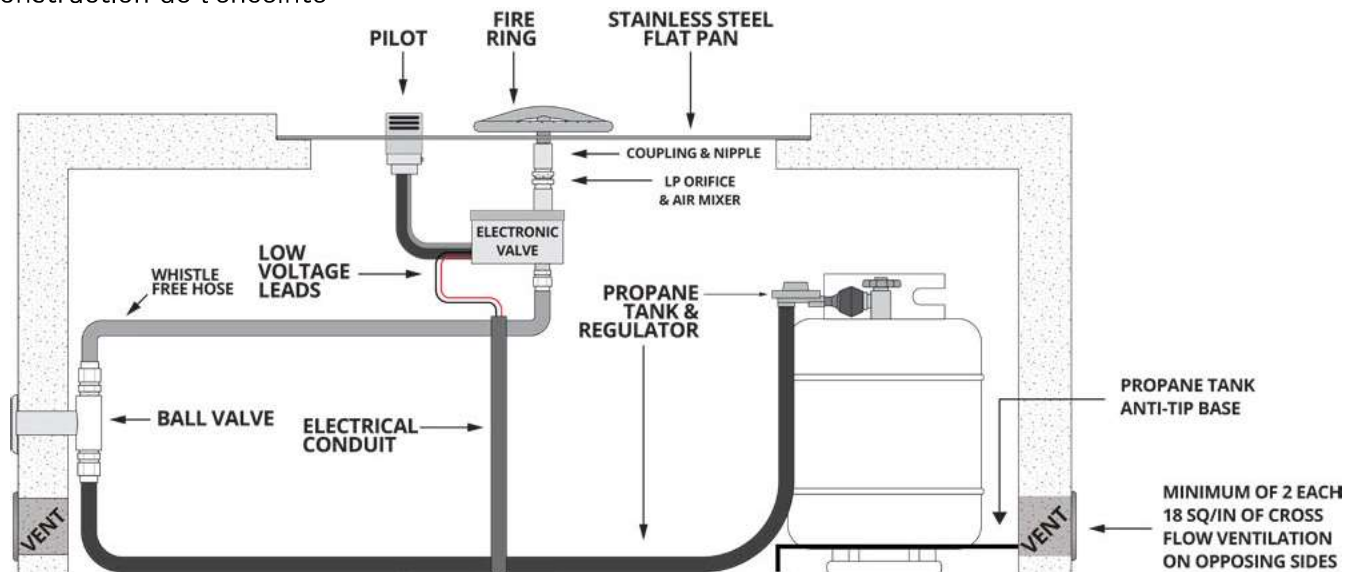 PILOT
FIRE
RING
STAINLESS STEEL
FLAT PAN
COUPLING & NIPPLE
LP ORIFICE
& AIR MIXER
ELECTRONIC
VALVE
LOW
VOLTAGE
LEADS
WHISTLE
FREE HOSE
PROPANE
TANK &
REGULATOR
PROPANE TANK
ANTI-TIP BASE
BALL VALVE
ELECTRICAL
CONDUIT
VENT
VENT
MINIMUM OF 2 EACH
18 SQ/IN OF CROSS
FLOW VENTILATION
ON OPPOSING SIDES